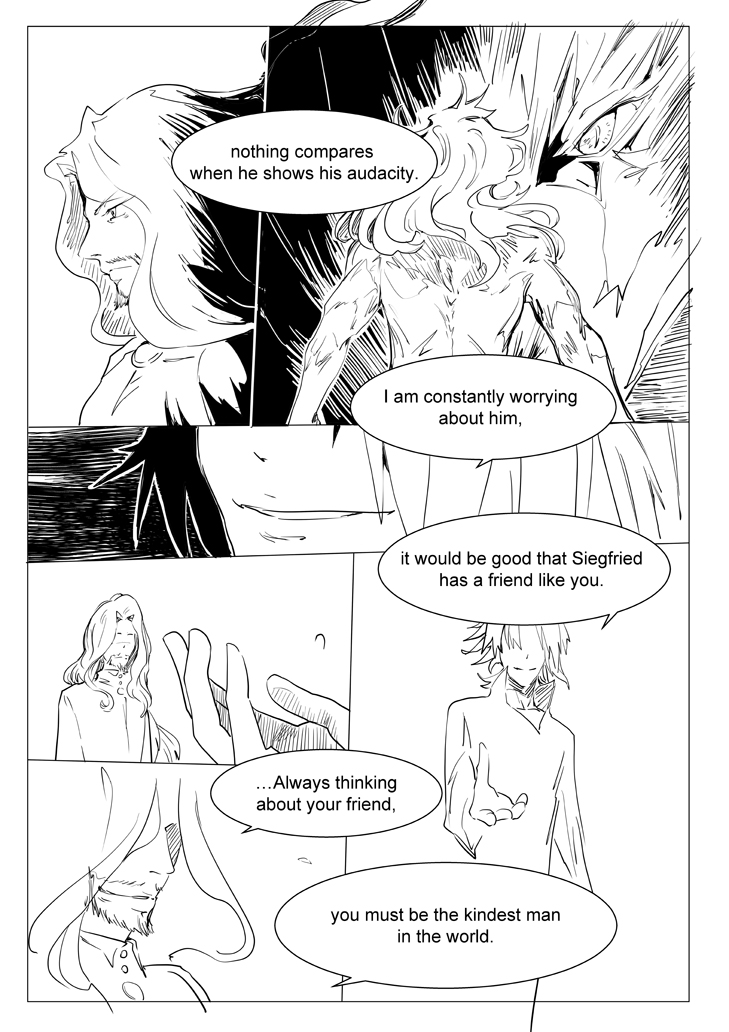 nothing compares
when he shows his audacity.
I am constantly worrying
about him,
it would be good that Siegfried
has a friend like you.
...Always thinking
about your friend,
you must be the kindest man
in the world.